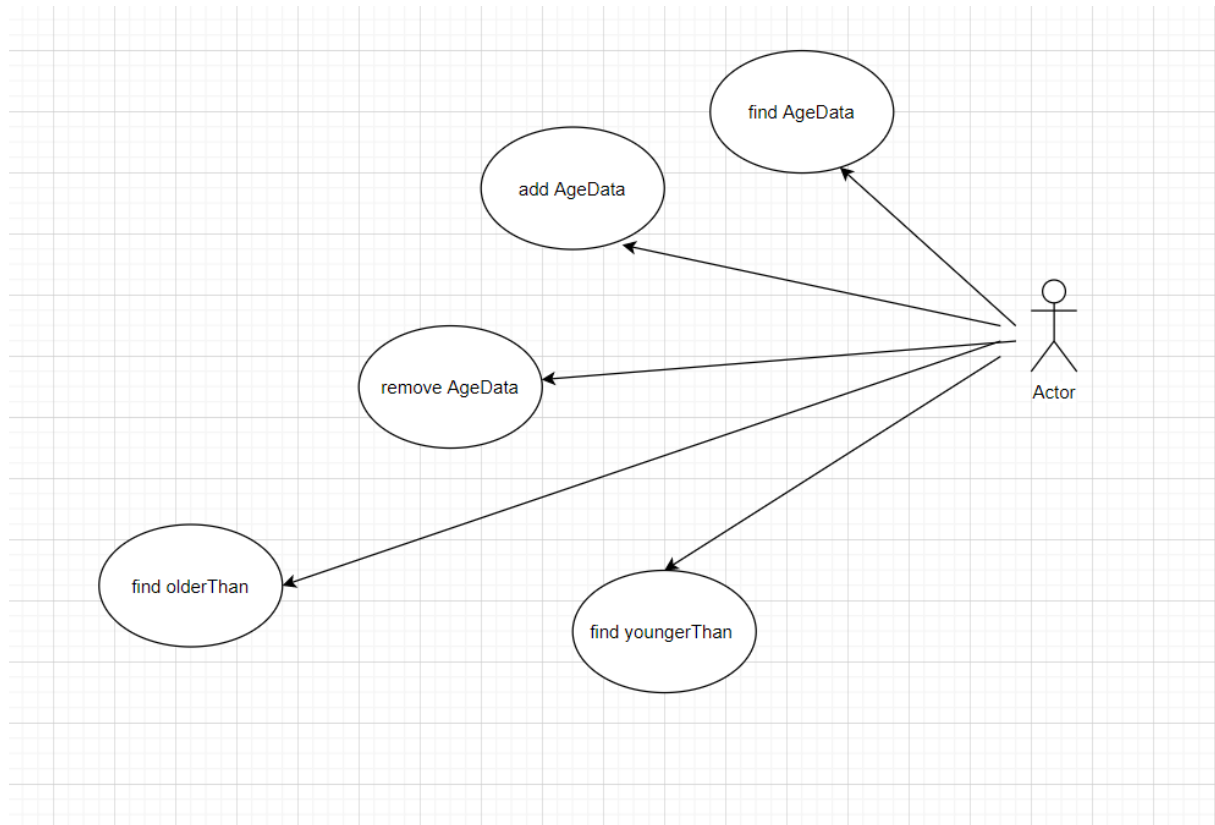 find AgeData
add AgeData
remove AgeData
Actor
find olderThan
find youngerThan